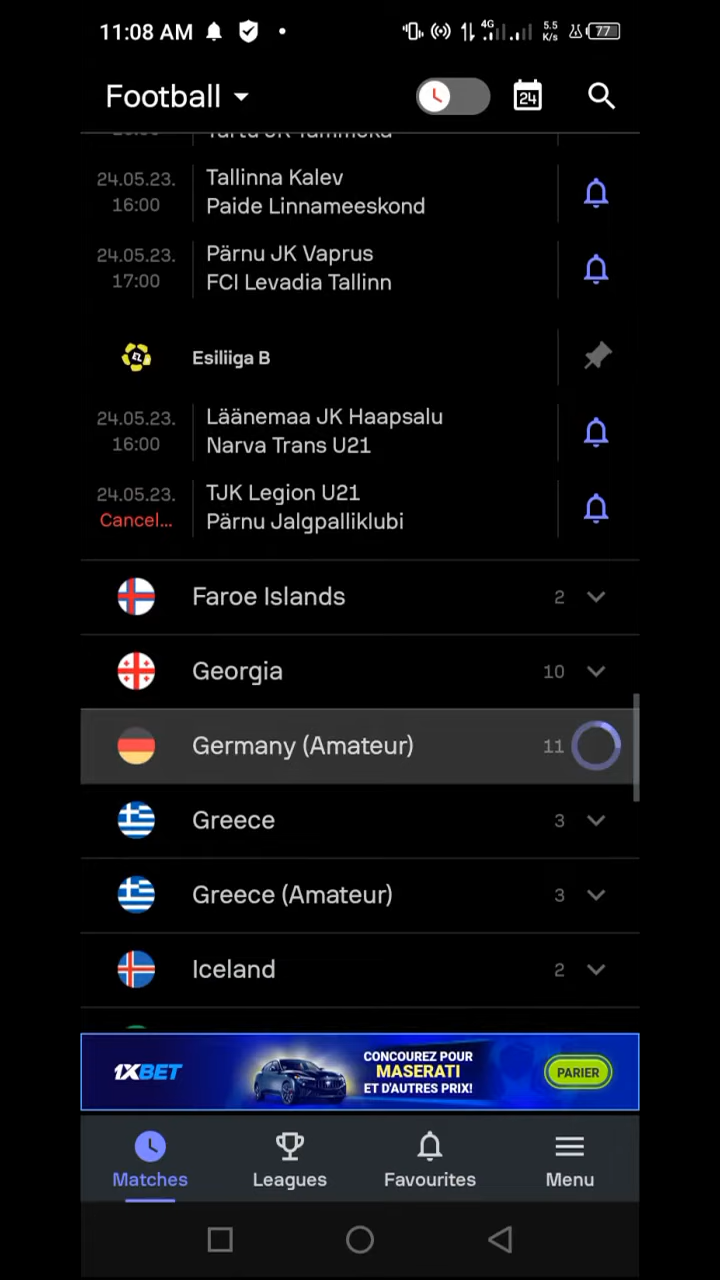 11:08 AM
4G
5.5
K/s
77
Football
24
24.05.23.
16:00
Tallinna Kalev
Paide Linnameeskond
24.05.23.
17:00
Pärnu JK Vaprus
FCI Levadia Tallinn
EL
Esiliiga B
24.05.23.
16:00
Läänemaa JK Haapsalu
Narva Trans U21
24.05.23.
Cancel...
TJK Legion U21
Pärnu Jalgpalliklubi
Faroe Islands 2
Georgia 10
Germany (Amateur) 11
Greece 3
Greece (Amateur) 3
Iceland 2
1XBET
CONCOUREZ POUR
MASERATI
ET D'AUTRES PRIX!
PARIER
Matches
Leagues
Favourites
Menu